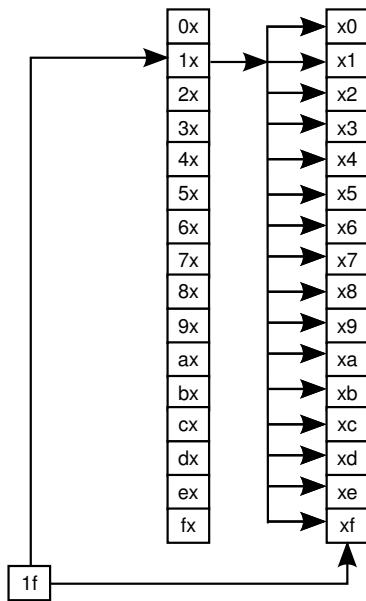 0x x0
1x x1
2x x2
3x x3
4x x4
5x x5
6x x6
7x x7
8x x8
9x x9
ax xa
bx xb
cx xc
dx xd
ex xe
fx xf
1f